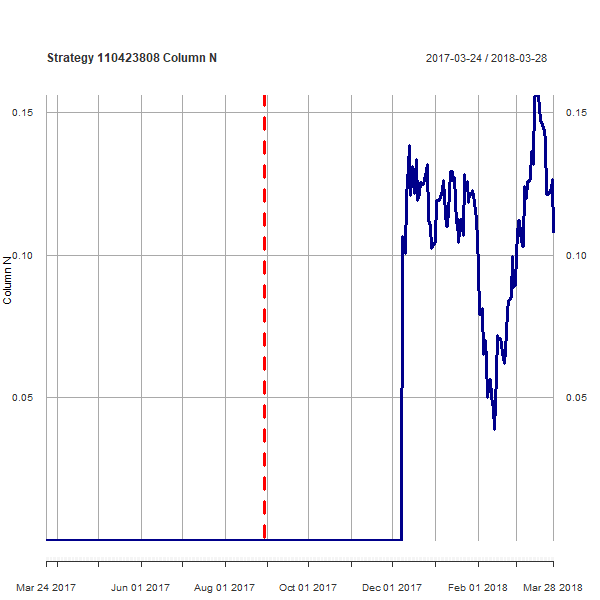 Strategy 110423808 Column N
2017-03-24 / 2018-03-28
0.15
0.15
0.10
0.10
Column N
0.05
0.05
Mar 24 2017
Jun 01 2017
Aug 01 2017
Oct 01 2017
Dec 01 2017
Feb 01 2018
Mar 28 2018